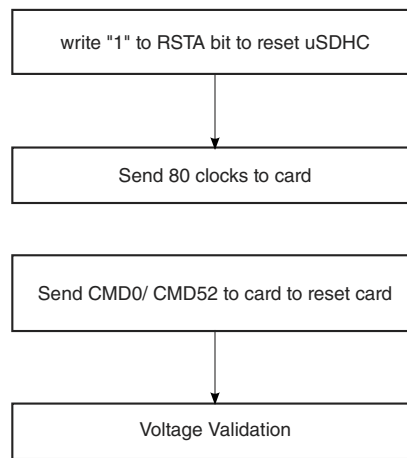 write "1" to RSTA bit to reset uSDHC
Send 80 clocks to card
Send CMD0/ CMD52 to card to reset card
Voltage Validation